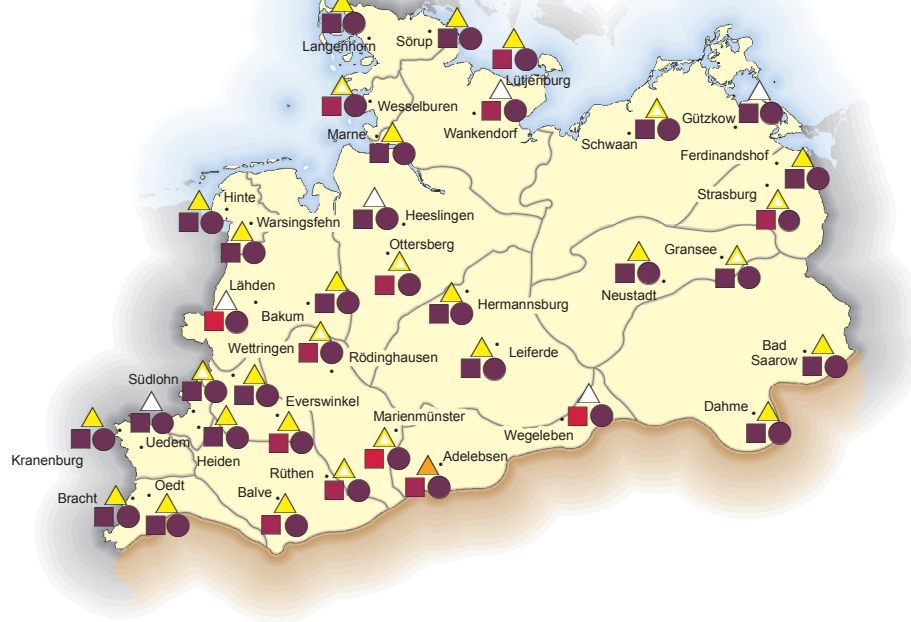 Langenhorn
Sörup
Lütjenburg
Wesselburen
Wankendorf
Marne
Schwaan
Gützkow
Ferdinandshof
Strasburg
Hinte
Warsingsfehn
Heeslingen
Ottersberg
Gransee
Lähden
Bakum
Hermannsburg
Neustadt
Wettringen
Rödinghausen
Leiferde
Bad
Saarow
Südlohn
Everswinkel
Marienmünster
Dahme
Uedem
Wegeleben
Kranenburg
Heiden
Adelebsen
Rüthen
Bracht
Oedt
Balve